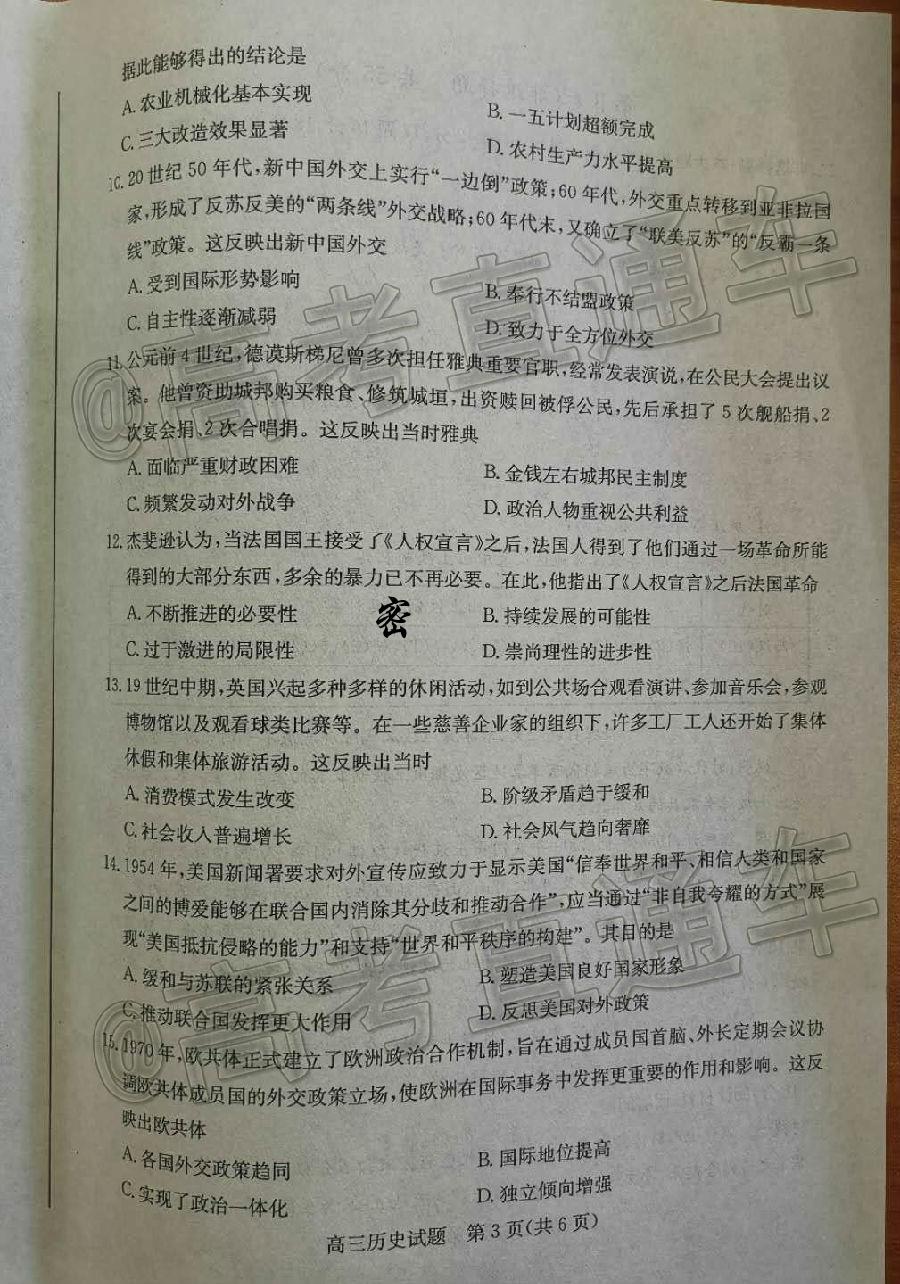 据此能够得出的结论是
A.农业机械化基本实现
B.一五计划超额完成
C.三大改造效果显著
D.农村生产力水平提高
10.20世纪50年代,新中国外交上实行“一边倒”政策;60年代,外交重点转移到亚非拉国
家,形成了反苏反美的“两条线”外交战略;60年代末,又确立了“联美反苏”的“反霸一条
线”政策。这反映出新中国外交
A.受到国际形势影响
B.奉行不结盟政策
C.自主性逐渐减弱
D.致力于全方位外交
11.公元前4世纪,德谟斯梯尼曾多次担任雅典重要官职,经常发表演说,在公民大会提出议
案。他曾资助城邦购买粮食、修筑城垣,出资赎回被俘公民,先后承担了5次舰船捐、2
次宴会捐、2次合唱捐。这反映出当时雅典
A.面临严重财政困难
B.金钱左右城邦民主制度
C.频繁发动对外战争
D.政治人物重视公共利益
12.杰斐逊认为,当法国国王接受了《人权宣言》之后,法国人得到了他们通过一场革命所能
得到的大部分东西,多余的暴力已不再必要。在此,他指出了《人权宣言》之后法国革命
A.不断推进的必要性
密
B.持续发展的可能性
C.过于激进的局限性
D.崇尚理性的进步性
13.19世纪中期,英国兴起多种多样的休闲活动,如到公共场合观看演讲、参加音乐会,参观
博物馆以及观看球类比赛等。在一些慈善企业家的组织下,许多工厂工人还开始了集体
休假和集体旅游活动。这反映出当时
A.消费模式发生改变
B.阶级矛盾趋于缓和
C.社会收入普遍增长
D.社会风气趋向奢靡
14.1954年,美国新闻署要求对外宣传应致力于显示美国“信奉世界和平、相信人类和国家
之间的博爱能够在联合国内消除其分歧和推动合作”,应当通过“非自我夸耀的方式”展
现“美国抵抗侵略的能力”和支持“世界和平秩序的构建”。其目的是
A.缓和与苏联的紧张关系
B.塑造美国良好国家形象
C.推动联合国发挥更大作用
D.反思美国对外政策
15.1970年,欧共体正式建立了欧洲政治合作机制,旨在通过成员国首脑、外长定期会议协
调欧共体成员国的外交政策立场,使欧洲在国际事务中发挥更重要的作用和影响。这反
映出欧共体
A.各国外交政策趋同
B.国际地位提高
C.实现了政治一体化
D.独立倾向增强
高三历史试题 第3页(共6页)
@高考直通车
@高考直通车